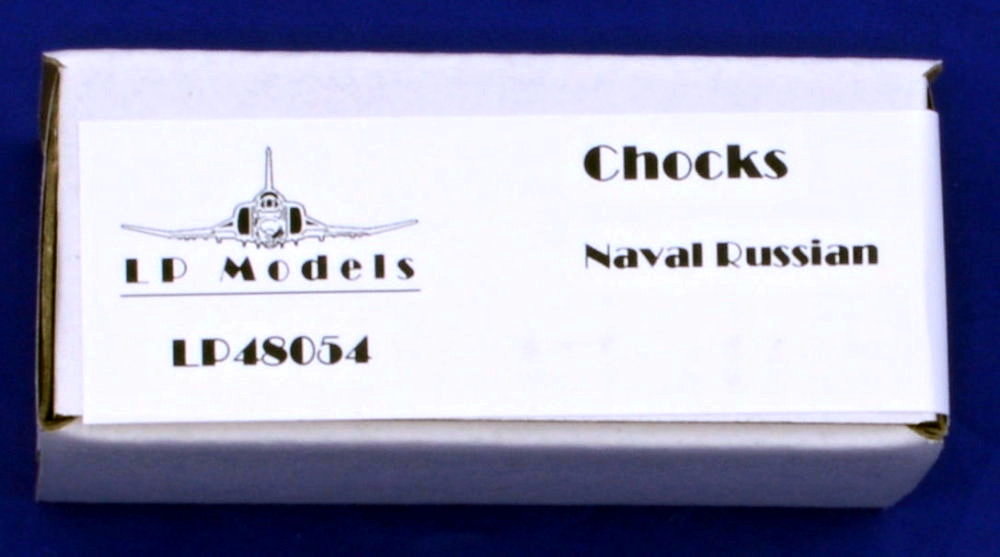 LP Models
LP48054
Chocks
Naval Russian